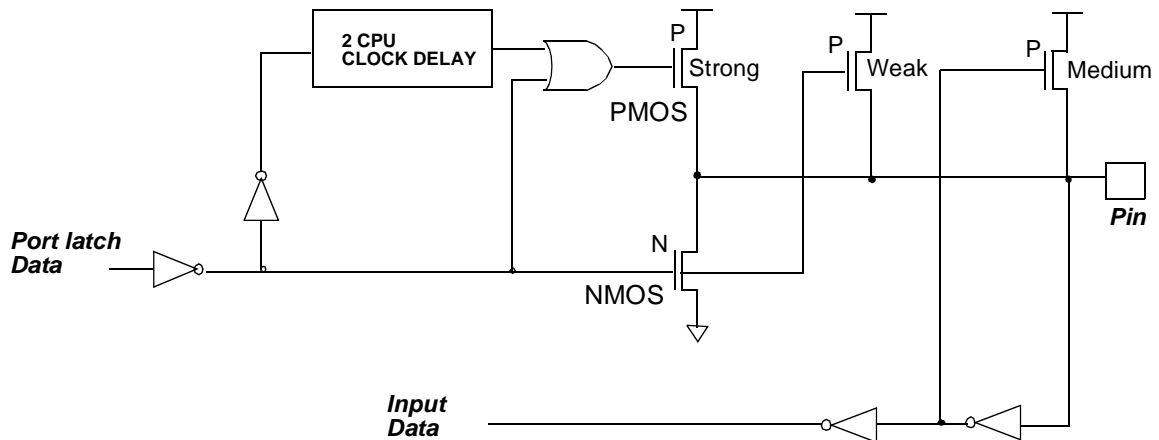 2 CPU
CLOCK DELAY
P
Strong
PMOS
P
Weak
P
Medium
Pin
Port latch
Data
N
NMOS
Input
Data